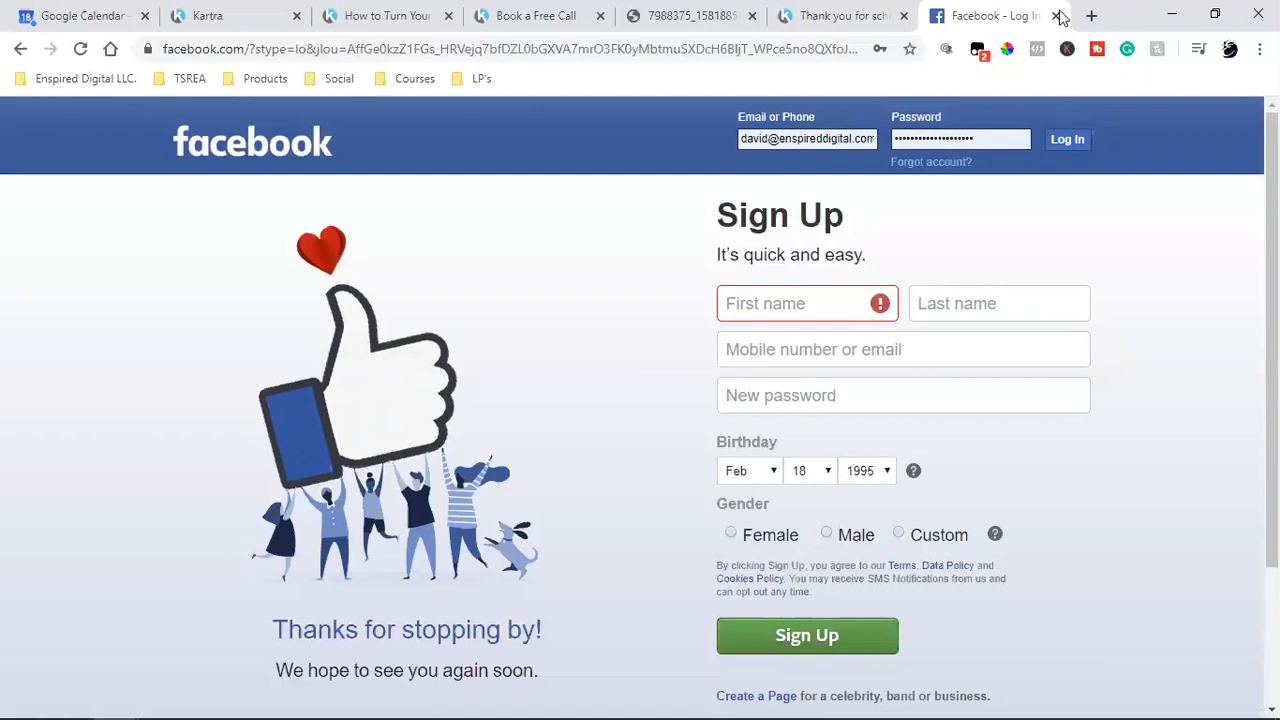 Google Calendar -
Kartra
How to Turn Your
Book a Free Call
7988375_1581885
Thank you for sch
Facebook - Log In
facebook.com/?stype=lo&jlou=AffGe0kzZ1FGs_HRVejq7bfDZL0bGXVA7mrO3FK0yMbtmuSXDcH6BljT_WPce5no8QXfoJ...
2
Enspired Digital LLC.
TSREA
Products
Social
Courses
LP's
facebook
Email or Phone
Password
david@enspireddigital.com
Log In
Forgot account?
Sign Up
It's quick and easy.
First name
Last name
Mobile number or email
New password
Birthday
Feb
18
1995
Gender
Female
Male
Custom
By clicking Sign Up, you agree to our Terms, Data Policy and
Cookies Policy. You may receive SMS Notifications from us and
can opt out any time.
Sign Up
Thanks for stopping by!
We hope to see you again soon.
Create a Page for a celebrity, band or business.